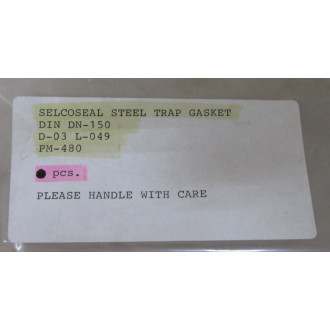 SELCOSEAL STEEL TRAP GASKET
DIN DN-150
D-03 L-049
PM-480
pcs.
PLEASE HANDLE WITH CARE